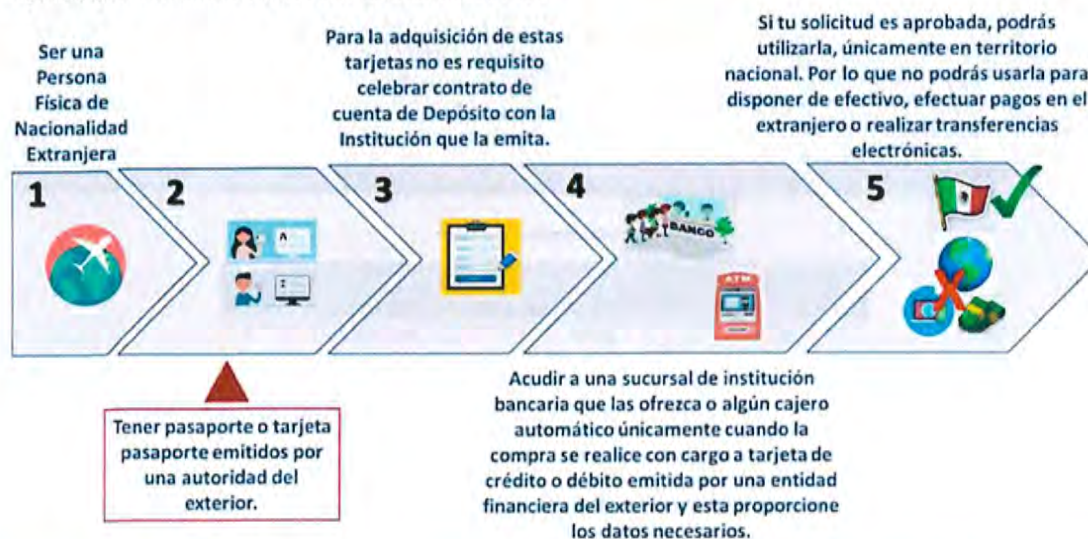 Ser una
Persona
Física de
Nacionalidad
Extranjera
1
2
Tener pasaporte o tarjeta
pasaporte emitidos por
una autoridad del
exterior.
Para la adquisición de estas
tarjetas no es requisito
celebrar contrato de
cuenta de Depósito con la
Institución que la emita.
3
4
BANCO
ATM
Acudir a una sucursal de institución
bancaria que las ofrezca o algún cajero
automático únicamente cuando la
compra se realice con cargo a tarjeta de
crédito o débito emitida por una entidad
financiera del exterior y esta proporcione
los datos necesarios.
Si tu solicitud es aprobada, podrás
utilizarla, únicamente en territorio
nacional. Por lo que no podrás usarla para
disponer de efectivo, efectuar pagos en el
extranjero o realizar transferencias
electrónicas.
5